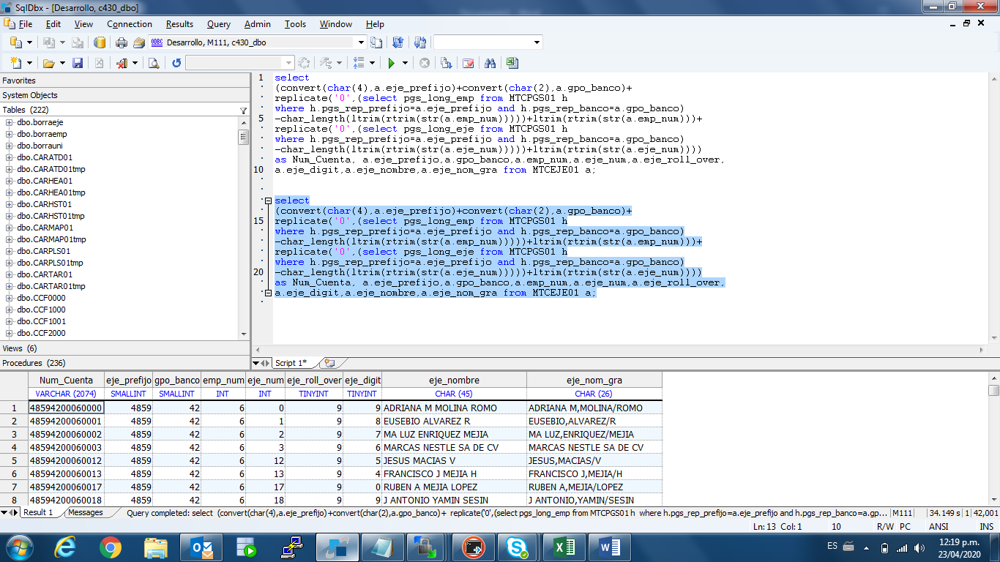 SqlDbx - [Desarrollo, c430_dbo]
File Edit View Connection Results Query Admin Tools Window Help
ODBC Desarrollo, M111, c430_dbo
Favorites
System Objects
Tables (222)
dbo.borraeje
dbo.borraemp
dbo.borrauni
dbo.CARATD01
dbo.CARATD01tmp
dbo.CARHEA01
dbo.CARHEA01tmp
dbo.CARHST01
dbo.CARHST01tmp
dbo.CARMAP01
dbo.CARMAP01tmp
dbo.CARPLS01
dbo.CARPLS01tmp
dbo.CARTAR01
dbo.CARTAR01tmp
dbo.CCF0000
dbo.CCF1000
dbo.CCF1001
dbo.CCF2000
Views (6)
Procedures (236)
1 select
(convert(char(4),a.eje_prefijo)+convert(char(2),a.gpo_banco)+
replicate('0',(select pgs_long_emp from MTCPGS01 h
where h.pgs_rep_prefijo=a.eje_prefijo and h.pgs_rep_banco=a.gpo_banco)
5 -char_length(ltrim(rtrim(str(a.emp_num)))))+ltrim(rtrim(str(a.emp_num)))+
replicate('0',(select pgs_long_eje from MTCPGS01 h
where h.pgs_rep_prefijo=a.eje_prefijo and h.pgs_rep_banco=a.gpo_banco)
-char_length(ltrim(rtrim(str(a.eje_num)))))+ltrim(rtrim(str(a.eje_num))))
as Num_Cuenta, a.eje_prefijo,a.gpo_banco,a.emp_num,a.eje_num,a.eje_roll_over,
10 a.eje_digit,a.eje_nombre,a.eje_nom_gra from MTCEJE01 a;
select
(convert(char(4),a.eje_prefijo)+convert(char(2),a.gpo_banco)+
15 replicate('0',(select pgs_long_emp from MTCPGS01 h
where h.pgs_rep_prefijo=a.eje_prefijo and h.pgs_rep_banco=a.gpo_banco)
-char_length(ltrim(rtrim(str(a.emp_num)))))+ltrim(rtrim(str(a.emp_num)))+
replicate('0',(select pgs_long_eje from MTCPGS01 h
where h.pgs_rep_prefijo=a.eje_prefijo and h.pgs_rep_banco=a.gpo_banco)
20 -char_length(ltrim(rtrim(str(a.eje_num)))))+ltrim(rtrim(str(a.eje_num))))
as Num_Cuenta, a.eje_prefijo,a.gpo_banco,a.emp_num,a.eje_num,a.eje_roll_over,
a.eje_digit,a.eje_nombre,a.eje_nom_gra from MTCEJE01 a;
Script 1*
Num_Cuenta eje_prefijo gpo_banco emp_num eje_num eje_roll_over eje_digit eje_nombre eje_nom_gra
VARCHAR (2074) SMALLINT SMALLINT INT INT TINYINT TINYINT CHAR (45) CHAR (26)
1 48594200060000 4859 42 6 0 9 9 ADRIANA M MOLINA ROMO ADRIANA M,MOLINA/ROMO
2 48594200060001 4859 42 6 1 9 8 EUSEBIO ALVAREZ R EUSEBIO,ALVAREZ/R
3 48594200060002 4859 42 6 2 9 7 MA LUZ ENRIQUEZ MEJIA MA LUZ,ENRIQUEZ/MEJIA
4 48594200060003 4859 42 6 3 9 6 MARCAS NESTLE SA DE CV MARCAS NESTLE SA DE CV
5 48594200060012 4859 42 6 12 9 5 JESUS MACIAS V JESUS,MACIAS/V
6 48594200060013 4859 42 6 13 9 4 FRANCISCO J MEJIA H FRANCISCO J,MEJIA/H
7 48594200060017 4859 42 6 17 9 0 RUBEN A MEJIA LOPEZ RUBEN A,MEJIA/LOPEZ
8 48594200060018 4859 42 6 18 9 9 J ANTONIO YAMIN SESIN J ANTONIO,YAMIN/SESIN
Result 1 Messages Query completed: select (convert(char(4),a.eje_prefijo)+convert(char(2),a.gpo_banco)+ replicate('0',(select pgs_long_emp from MTCPGS01 h where h.pgs_rep_prefijo=a.eje_prefijo and h.pgs_rep_banco=a.gp... M111 34.149 s 1 42,001
Ln: 13 Col: 1 10 R/W PC ANSI INS
ES 12:19 p.m.
23/04/2020